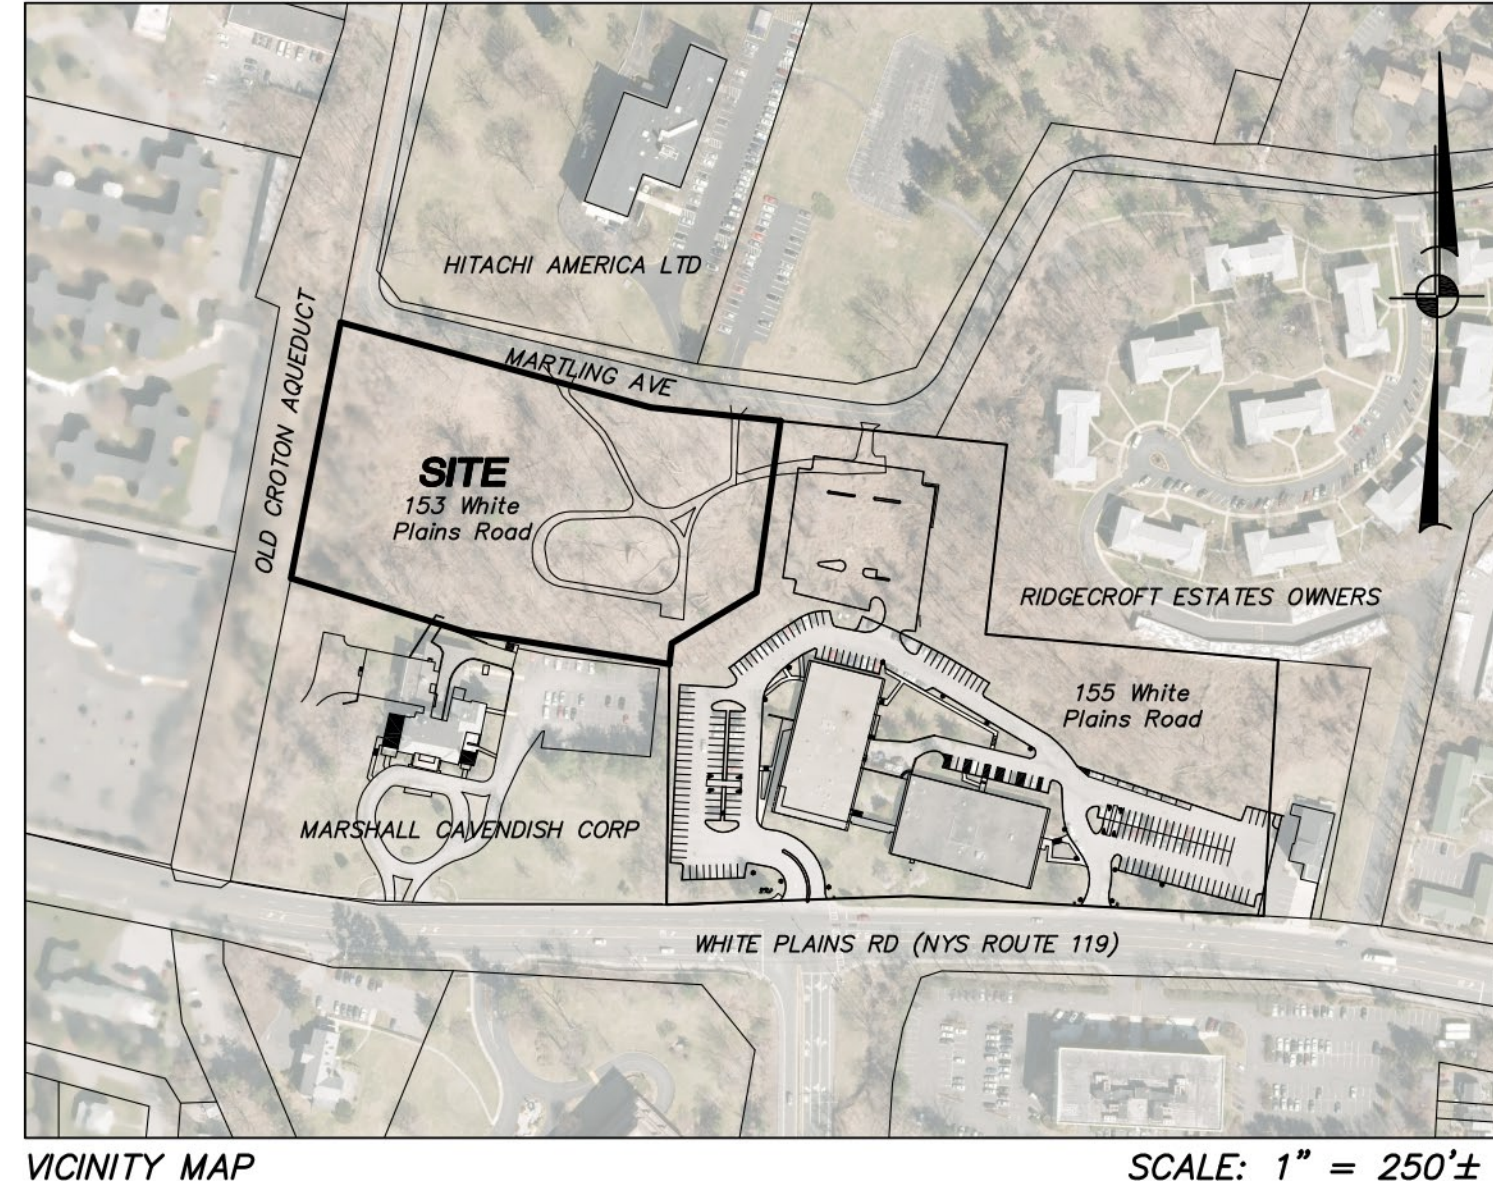 HITACHI AMERICA LTD
OLD CROTON AQUEDUCT
MARTLING AVE
SITE
153 White
Plains Road
RIDGECROFT ESTATES OWNERS
155 White
Plains Road
MARSHALL CAVENDISH CORP
WHITE PLAINS RD (NYS ROUTE 119)
VICINITY MAP
SCALE: 1" = 250'±